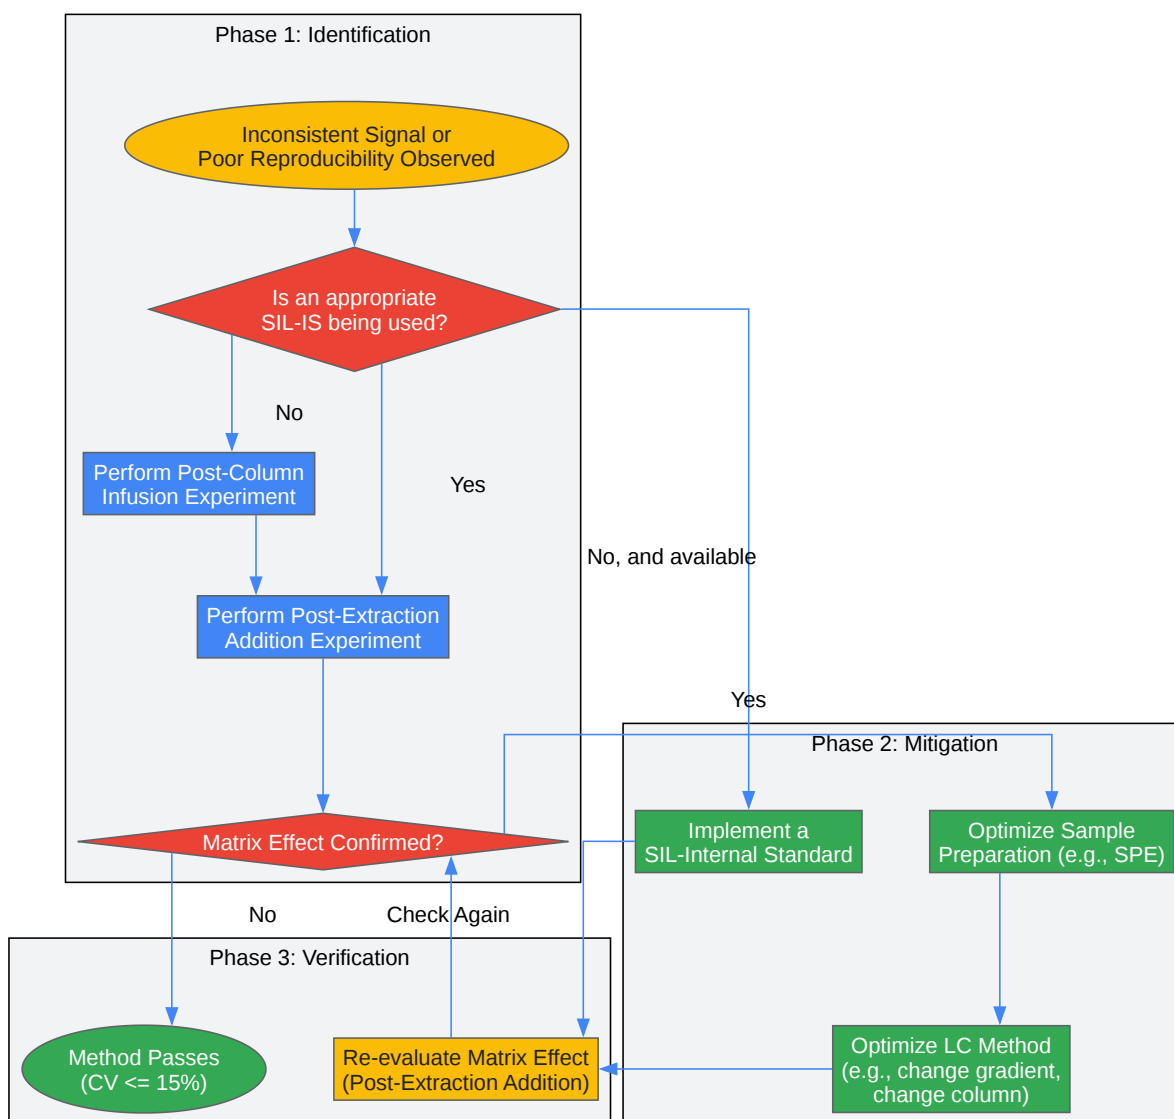 Phase 1: Identification
Inconsistent Signal or
Poor Reproducibility Observed
Is an appropriate
SIL-IS being used?
No
Perform Post-Column
Infusion Experiment
Yes
No, and available
Perform Post-Extraction
Addition Experiment
Yes
Phase 2: Mitigation
Matrix Effect Confirmed?
Implement a
SIL-Internal Standard
Optimize Sample
Preparation (e.g., SPE)
No
Check Again
Phase 3: Verification
Method Passes
(CV <= 15%)
Re-evaluate Matrix Effect
(Post-Extraction Addition)
Optimize LC Method
(e.g., change gradient,
change column)